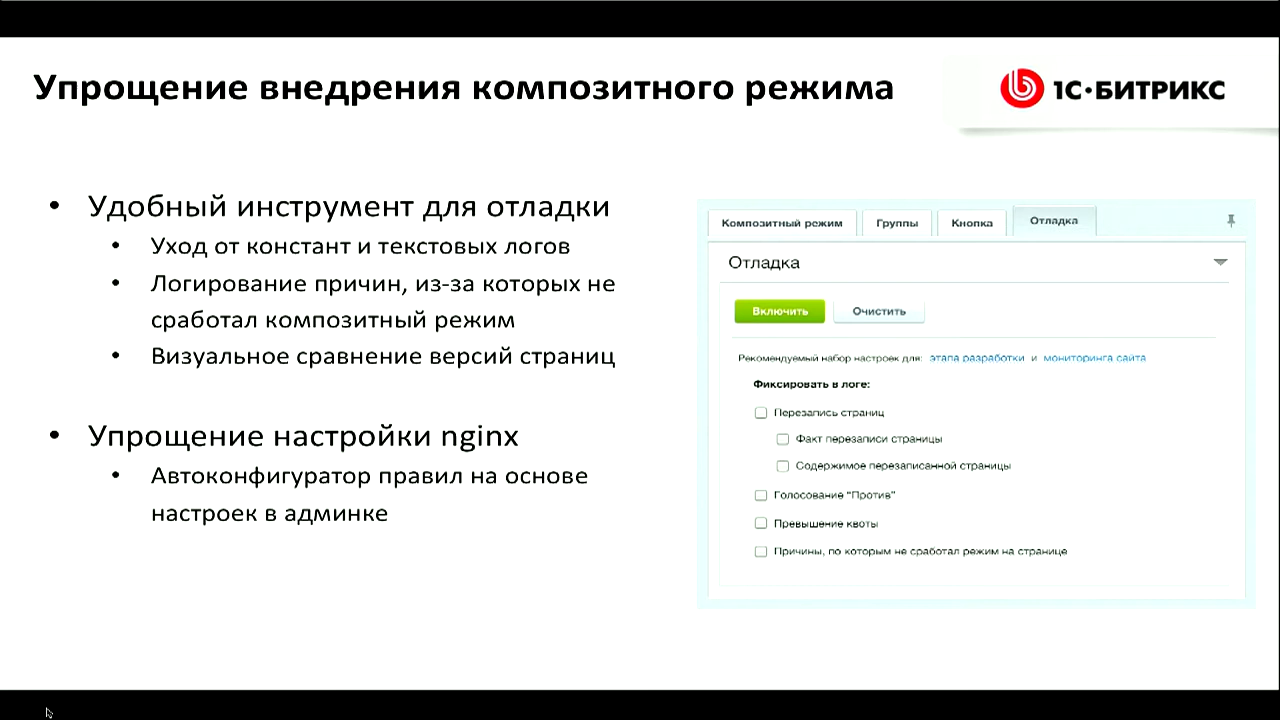 Упрощение внедрения композитного режима
1С·БИТРИКС
• Удобный инструмент для отладки
• Уход от констант и текстовых логов
• Логирование причин, из-за которых не
сработал композитный режим
• Визуальное сравнение версий страниц
• Упрощение настройки nginx
• Автоконфигуратор правил на основе
настроек в админке
Композитный режим Группы Кнопка Отладка
Отладка
Включить Очистить
Рекомендуемый набор настроек для: этапа разработки и мониторинга сайта
Фиксировать в логе:
Перезапись страниц
Факт перезаписи страницы
Содержимое перезаписанной страницы
Голосование "Против"
Превышение квоты
Причины, по которым не сработал режим на странице